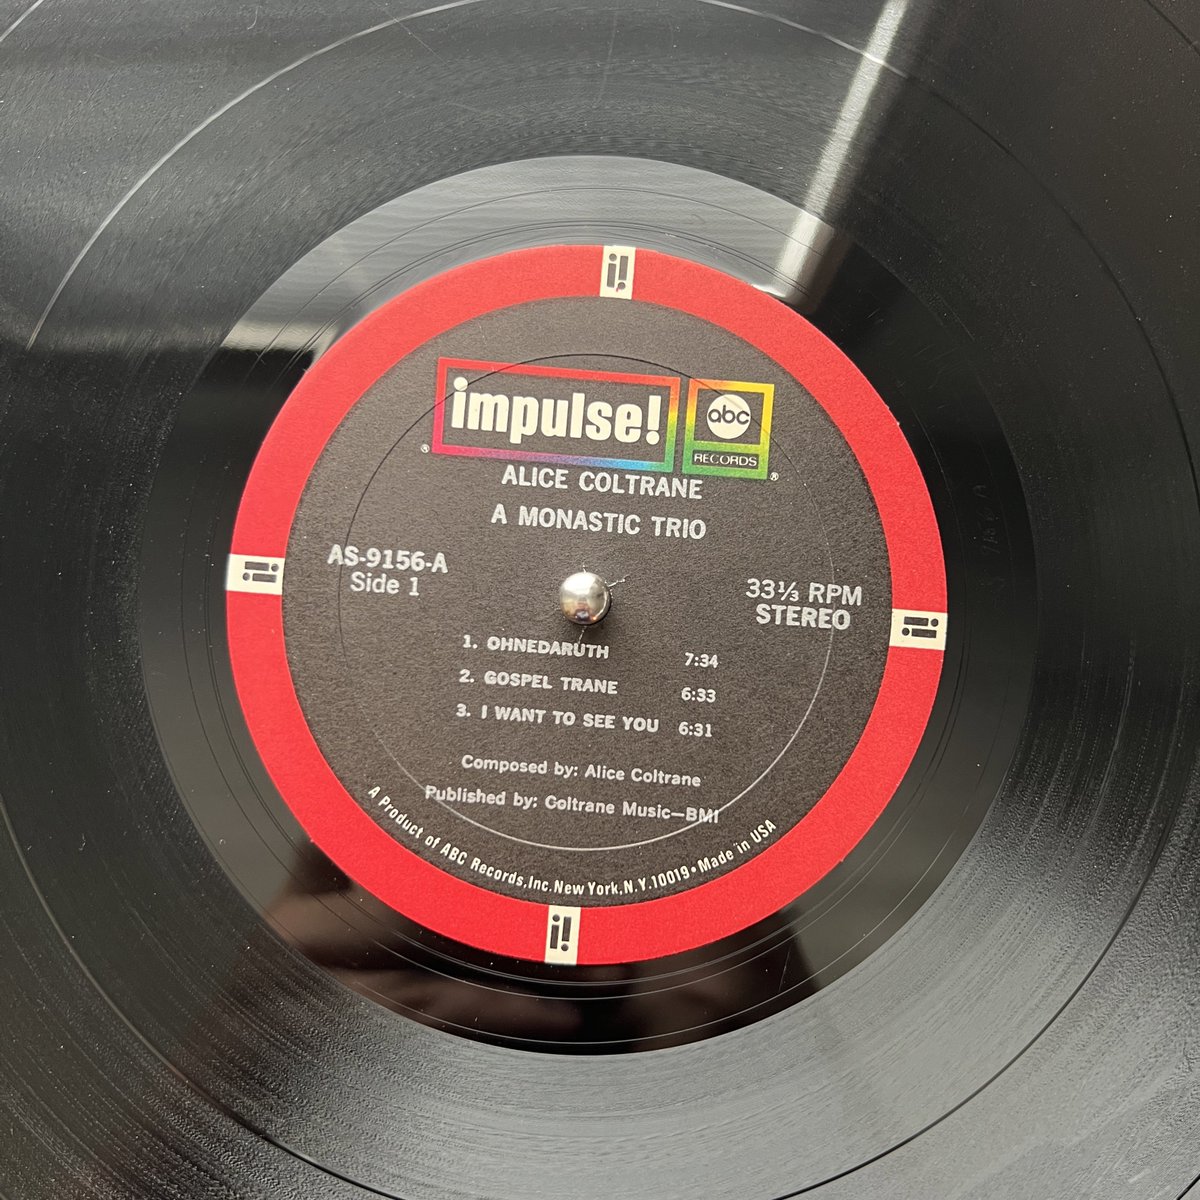 impulse!
abc
RECORDS
®
®
ALICE COLTRANE
A MONASTIC TRIO
AS-9156-A
Side 1
33⅓ RPM
STEREO
1. OHNEDARUTH 7:34
2. GOSPEL TRANE 6:33
3. I WANT TO SEE YOU 6:31
Composed by: Alice Coltrane
Published by: Coltrane Music—BMI
A Product of ABC Records, Inc. New York, N.Y. 10019 • Made in USA